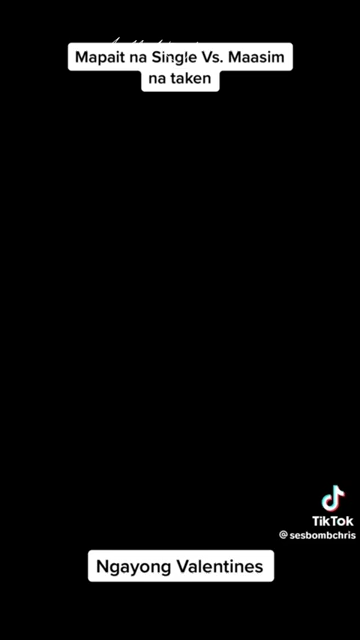 Mapait na Single Vs. Maasim
na taken
TikTok
@sesbombchris
Ngayong Valentines